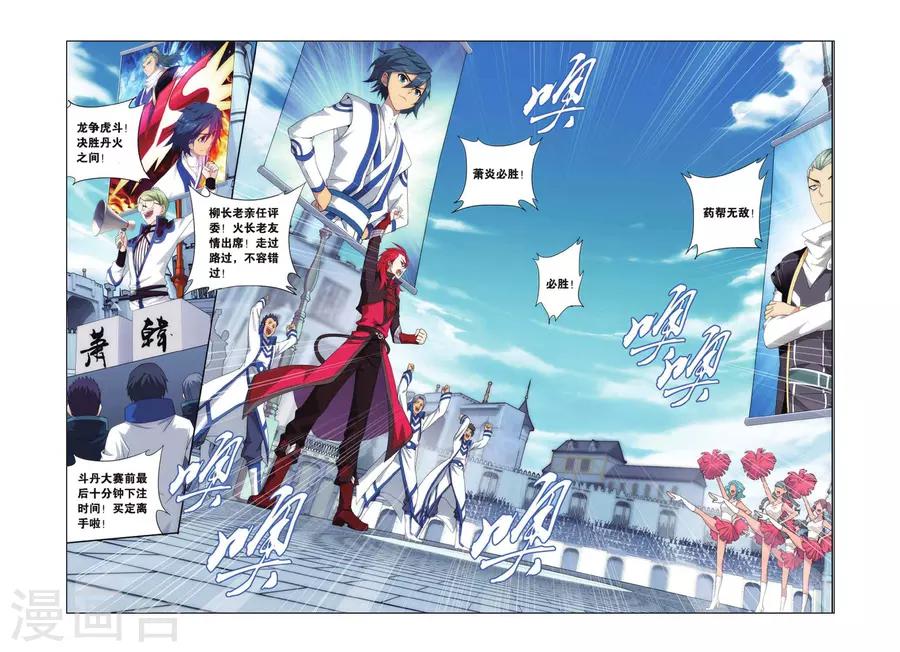 龙争虎斗！
决胜丹火
之间！
柳长老亲任评
委！火长老友
情出席！走过
路过，不容错
过！
萧
韓
斗丹大赛前最
后十分钟下注
时间！买定离
手啦！
噢
萧炎必胜！
药帮无敌！
必胜！
噢
噢
噢
噢
噢
漫画台